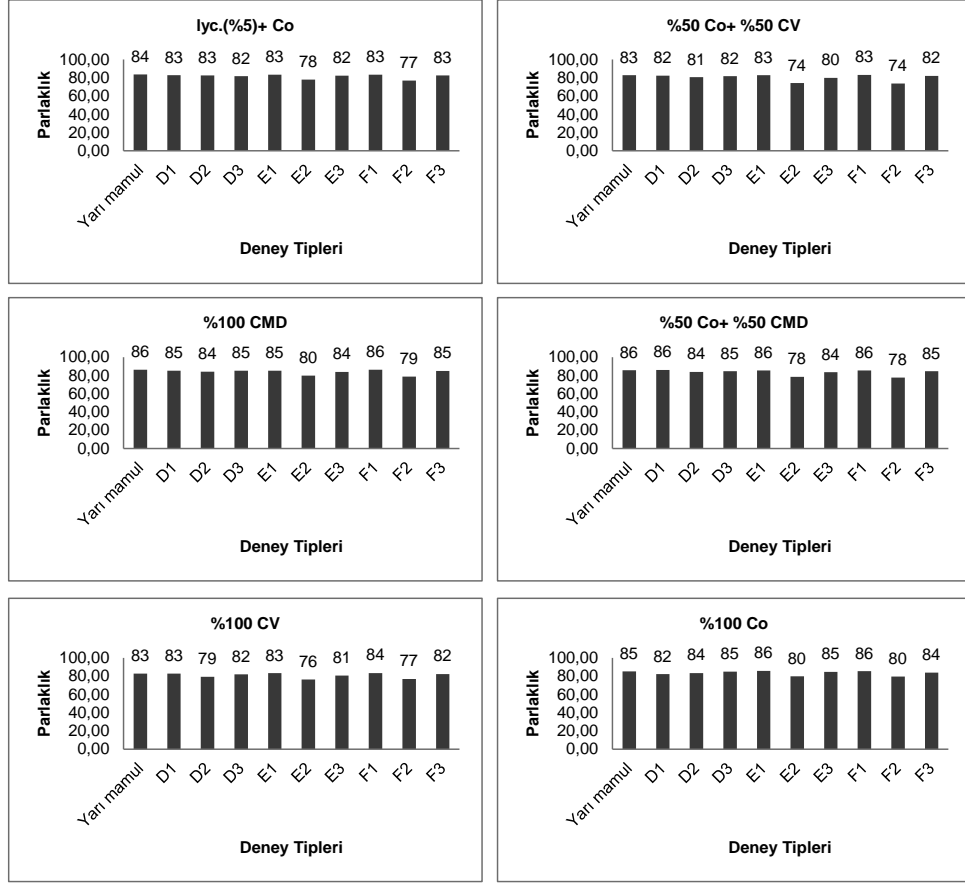 lyc.(%5)+ Co
84 83 83 82 83 78 82 83 77 83
100,00
80,00
60,00
40,00
20,00
0,00
Parlaklık
Yarı mamul D1 D2 D3 E1 E2 E3 F1 F2 F3
Deney Tipleri
%50 Co+ %50 CV
83 82 81 82 83 74 80 83 74 82
100,00
80,00
60,00
40,00
20,00
0,00
Parlaklık
Yarı mamul D1 D2 D3 E1 E2 E3 F1 F2 F3
Deney Tipleri
%100 CMD
86 85 84 85 85 80 84 86 79 85
100,00
80,00
60,00
40,00
20,00
0,00
Parlaklık
Yarı mamul D1 D2 D3 E1 E2 E3 F1 F2 F3
Deney Tipleri
%50 Co+ %50 CMD
86 86 84 85 86 78 84 86 78 85
100,00
80,00
60,00
40,00
20,00
0,00
Parlaklık
Yarı mamul D1 D2 D3 E1 E2 E3 F1 F2 F3
Deney Tipleri
%100 CV
83 83 79 82 83 76 81 84 77 82
100,00
80,00
60,00
40,00
20,00
0,00
Parlaklık
Yarı mamul D1 D2 D3 E1 E2 E3 F1 F2 F3
Deney Tipleri
%100 Co
85 82 84 85 86 80 85 86 80 84
100,00
80,00
60,00
40,00
20,00
0,00
Parlaklık
Yarı mamul D1 D2 D3 E1 E2 E3 F1 F2 F3
Deney Tipleri